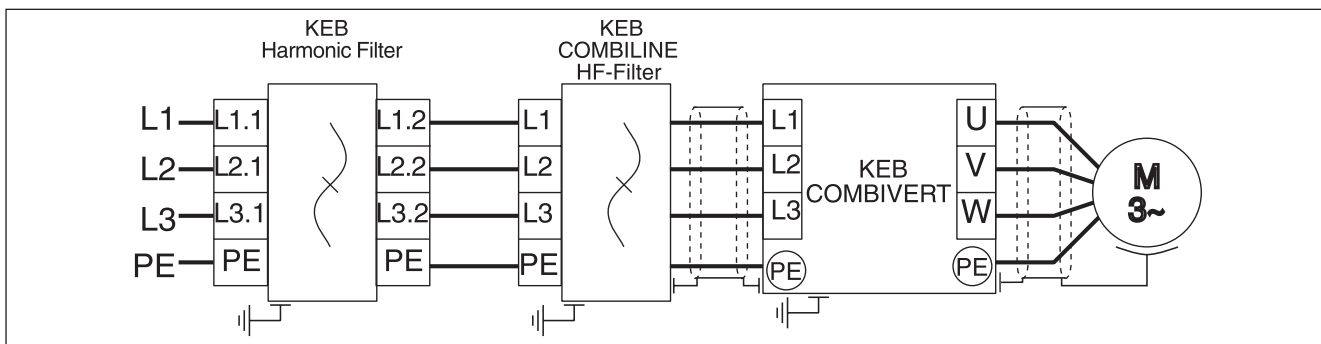 KEB
Harmonic Filter
KEB
COMBILINE
HF-Filter
L1 L1.1 L1.2 L1 L1 U
L2 L2.1 L2.2 L2 L2 V
L3 L3.1 L3.2 L3 L3 W
PE PE PE PE PE PE
KEB
COMBIVERT
M
3~